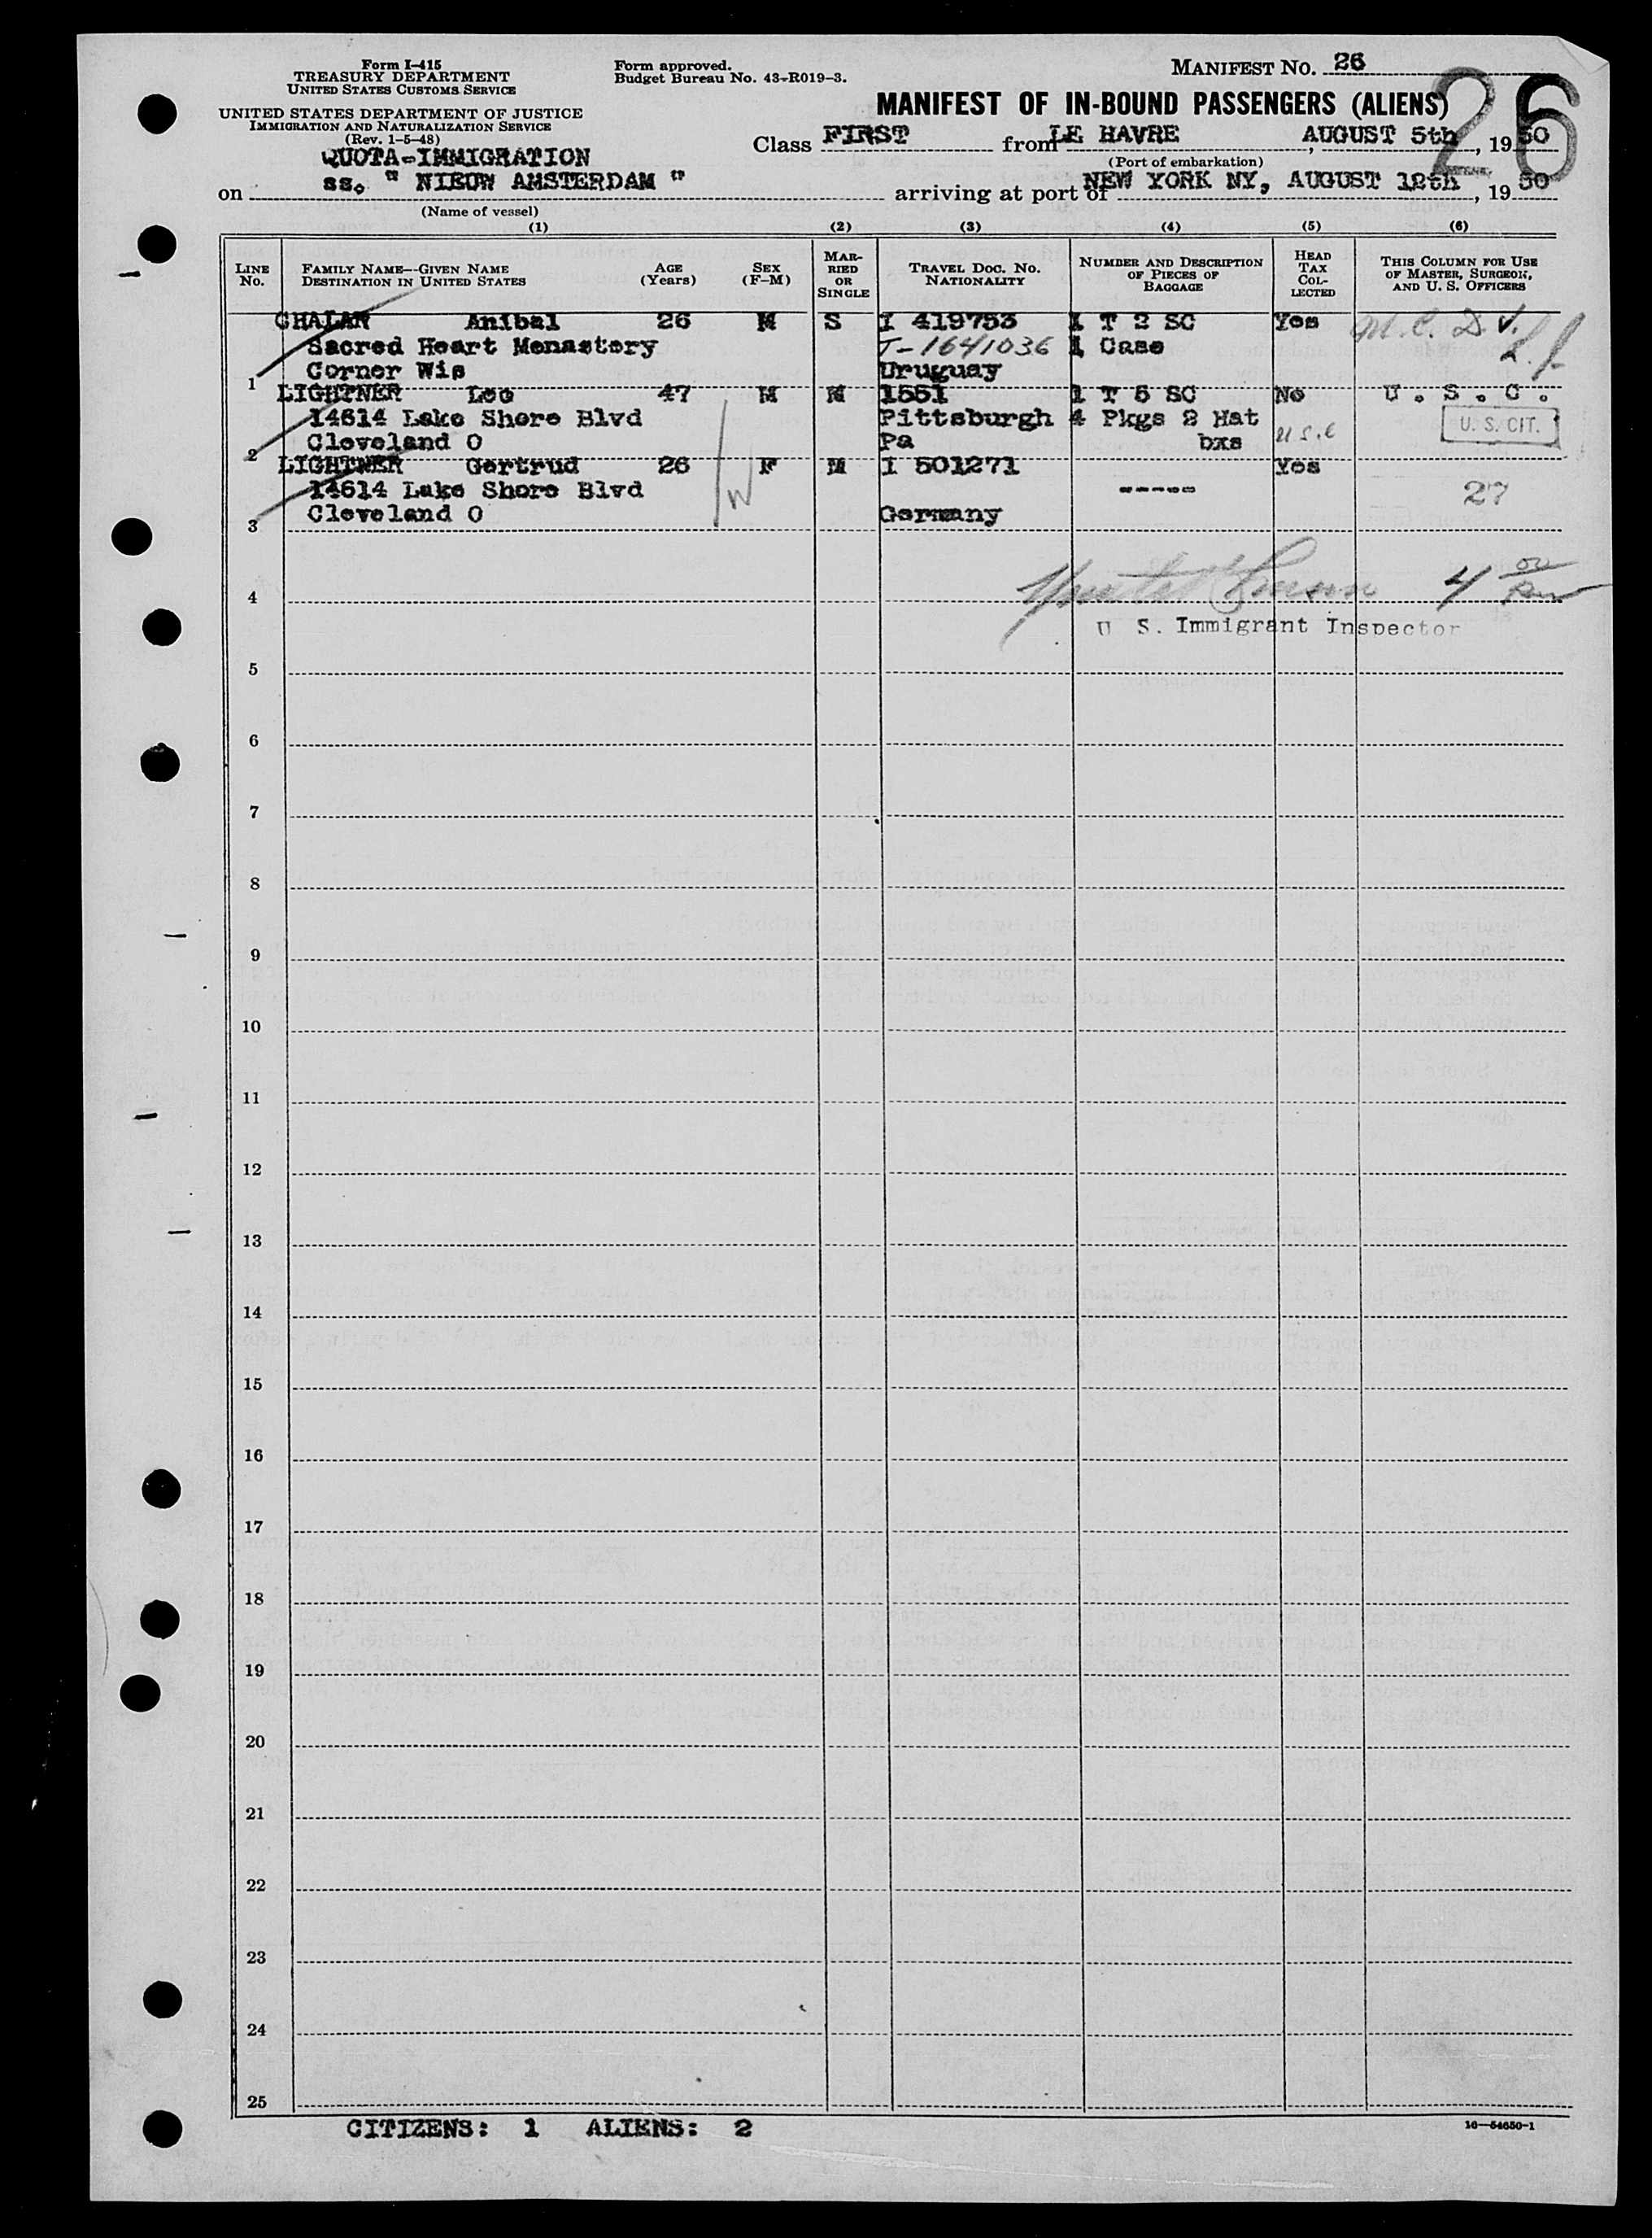 Form I-415
TREASURY DEPARTMENT
UNITED STATES CUSTOMS SERVICE
UNITED STATES DEPARTMENT OF JUSTICE
IMMIGRATION AND NATURALIZATION SERVICE
(Rev. 1-5-48)
Form approved.
Budget Bureau No. 43-R019-3.
MANIFEST NO. 26
26
MANIFEST OF IN-BOUND PASSENGERS (ALIENS)
Class FIRST from LE HAVRE, AUGUST 5th, 1950
(Port of embarkation)
QUOTA-IMMIGRATION
on ss. " NIEUW AMSTERDAM " arriving at port of NEW YORK NY, AUGUST 12th, 1950
(Name of vessel)
(1) (2) (3) (4) (5) (6)
LINE No. FAMILY NAME--GIVEN NAME DESTINATION IN UNITED STATES AGE (Years) SEX (F-M) MARRIED OR SINGLE TRAVEL DOC. NO. NATIONALITY NUMBER AND DESCRIPTION OF PIECES OF BAGGAGE HEAD TAX COLLECTED THIS COLUMN FOR USE OF MASTER, SURGEON, AND U. S. OFFICERS
CHALAR Anibal 26 M S I 419753 1 T 2 SC Yes
Sacred Heart Monastery T-1641036 1 Case
1 Corner Wis Uruguay
LIGHTNER Leo 47 M M 1551 1 T 5 SC No U . S . C .
14614 Lake Shore Blvd Pittsburgh 4 Pkgs 2 Hat U. S. CIT.
2 Cleveland O Pa bxs U.S.C
LIGHTNER Gertrud 26 F M I 501271 Yes
14614 Lake Shore Blvd W ----- 27
3 Cleveland O Germany
4
U S. Immigrant Inspector
5
6
7
8
9
10
11
12
13
14
15
16
17
18
19
20
21
22
23
24
25
CITIZENS: 1 ALIENS: 2
16-54650-1